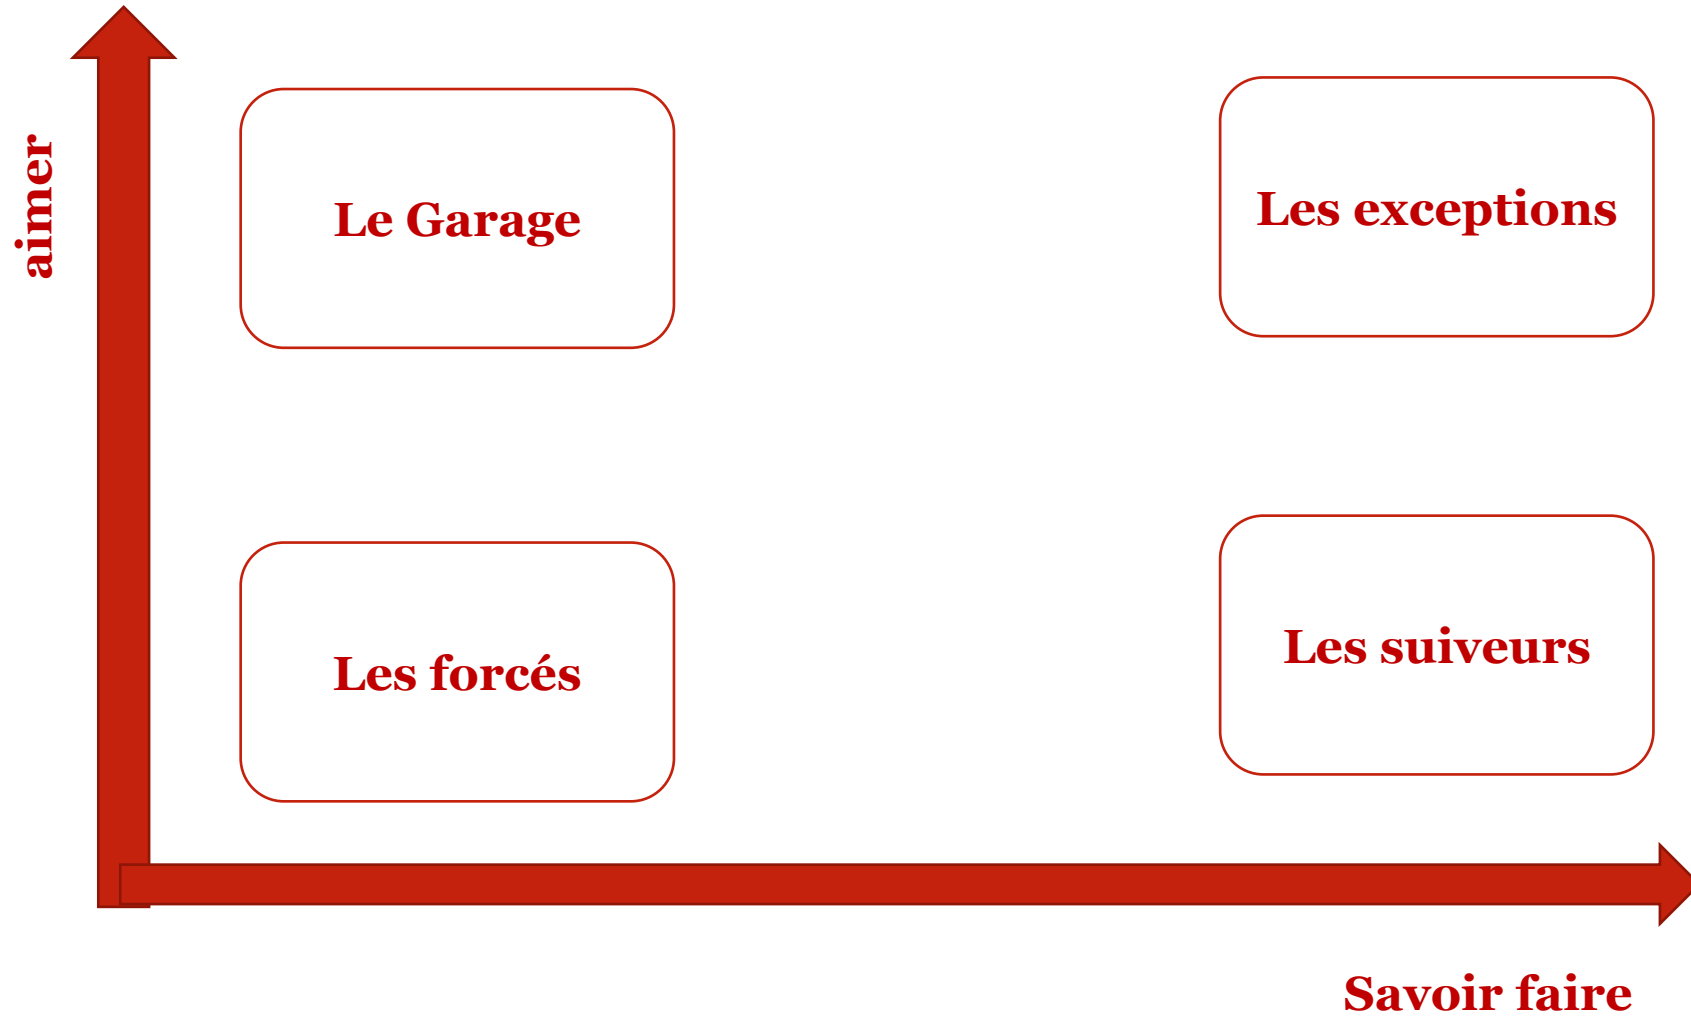 aimer
Le Garage
Les exceptions
Les forcés
Les suiveurs
Savoir faire